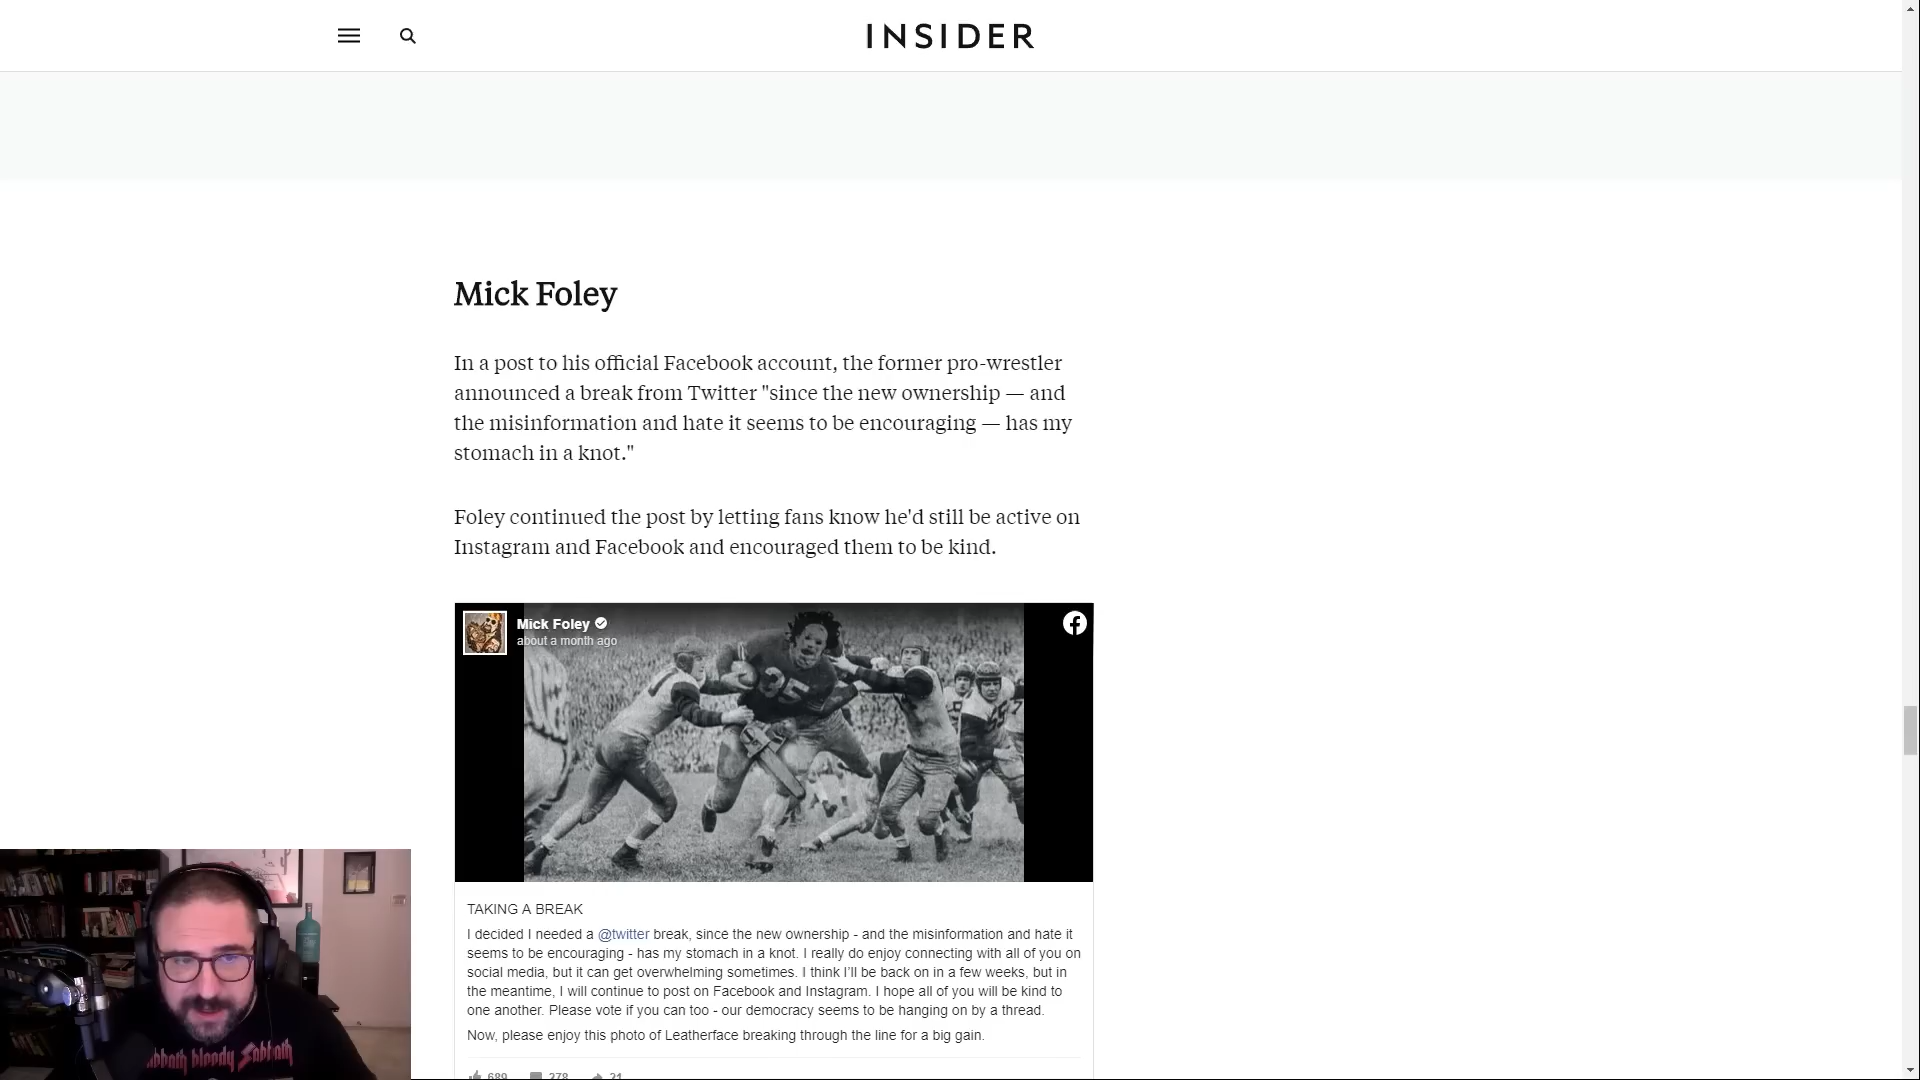 INSIDER
Mick Foley
In a post to his official Facebook account, the former pro-wrestler
announced a break from Twitter "since the new ownership — and
the misinformation and hate it seems to be encouraging — has my
stomach in a knot."
Foley continued the post by letting fans know he'd still be active on
Instagram and Facebook and encouraged them to be kind.
Mick Foley
about a month ago
35
TAKING A BREAK
I decided I needed a @twitter break, since the new ownership - and the misinformation and hate it
seems to be encouraging - has my stomach in a knot. I really do enjoy connecting with all of you on
social media, but it can get overwhelming sometimes. I think I'll be back on in a few weeks, but in
the meantime, I will continue to post on Facebook and Instagram. I hope all of you will be kind to
one another. Please vote if you can too - our democracy seems to be hanging on by a thread.
Now, please enjoy this photo of Leatherface breaking through the line for a big gain.
689 278 21
bloody Sabbath